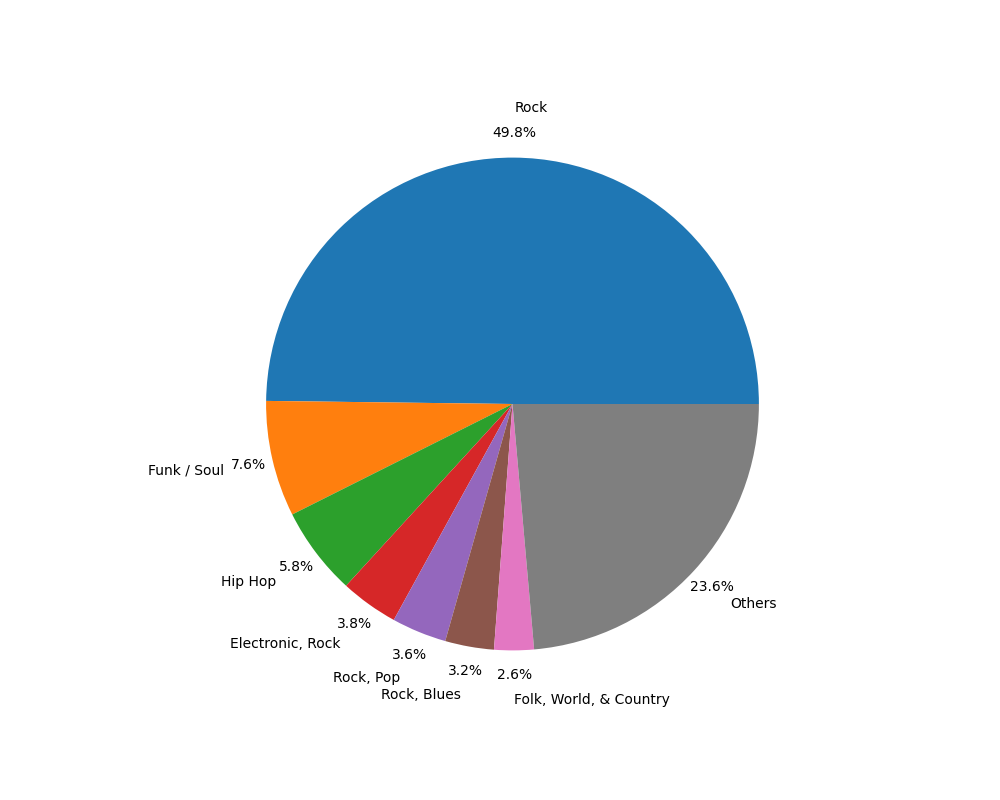 Rock
49.8%
Funk / Soul
7.6%
Hip Hop
5.8%
Electronic, Rock
3.8%
Rock, Pop
3.6%
Rock, Blues
3.2%
Folk, World, & Country
2.6%
Others
23.6%